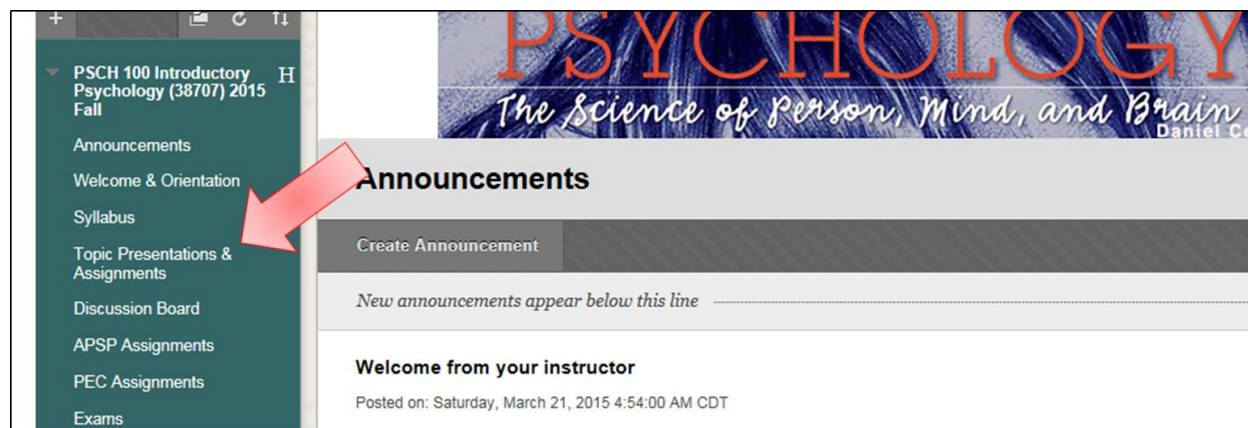 PSCH 100 Introductory H
Psychology (38707) 2015
Fall
Announcements
Welcome & Orientation
Syllabus
Topic Presentations &
Assignments
Discussion Board
APSP Assignments
PEC Assignments
Exams
PSYCHOLOGY
The Science of Person, Mind, and Brain
Daniel
Announcements
Create Announcement
New announcements appear below this line
Welcome from your instructor
Posted on: Saturday, March 21, 2015 4:54:00 AM CDT